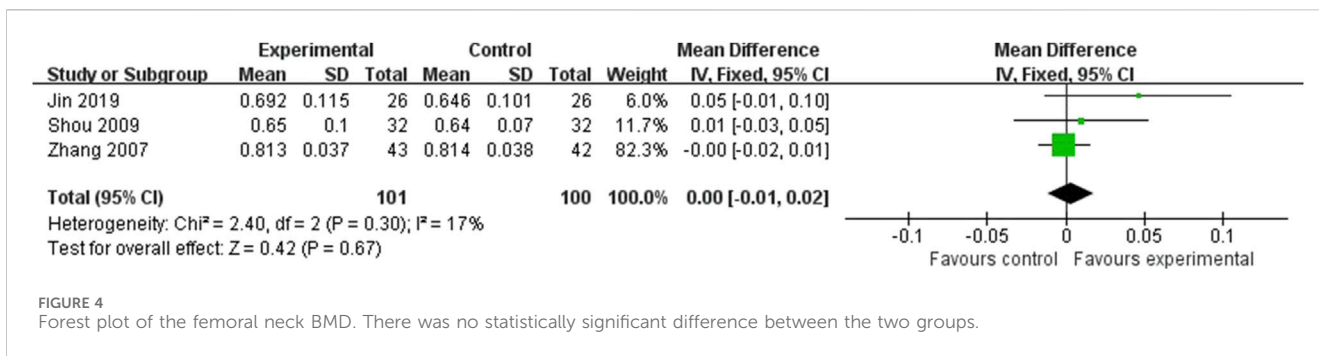 Experimental Control Mean Difference Mean Difference
Study or Subgroup Mean SD Total Mean SD Total Weight IV, Fixed, 95% CI IV, Fixed, 95% CI
Jin 2019 0.692 0.115 26 0.646 0.101 26 6.0% 0.05 [-0.01, 0.10]
Shou 2009 0.65 0.1 32 0.64 0.07 32 11.7% 0.01 [-0.03, 0.05]
Zhang 2007 0.813 0.037 43 0.814 0.038 42 82.3% -0.00 [-0.02, 0.01]
Total (95% CI) 101 100 100.0% 0.00 [-0.01, 0.02]
Heterogeneity: Chi² = 2.40, df = 2 (P = 0.30); I² = 17%
Test for overall effect: Z = 0.42 (P = 0.67)
-0.1 -0.05 0 0.05 0.1
Favours control Favours experimental
FIGURE 4
Forest plot of the femoral neck BMD. There was no statistically significant difference between the two groups.